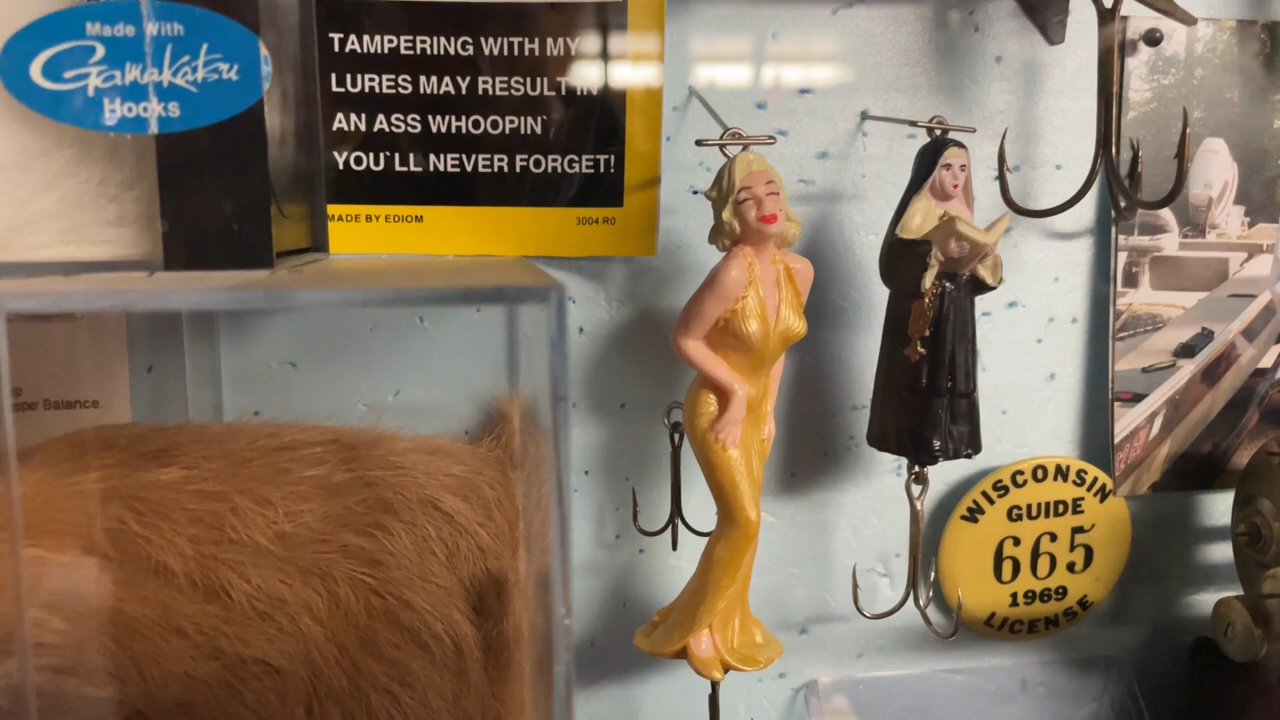 Made With
Gamakatsu
Hooks
TAMPERING WITH MY
LURES MAY RESULT IN
AN ASS WHOOPIN`
YOU`LL NEVER FORGET!
MADE BY EDIOM
3004 R0
Balance.
WISCONSIN
GUIDE
665
1969
LICENSE